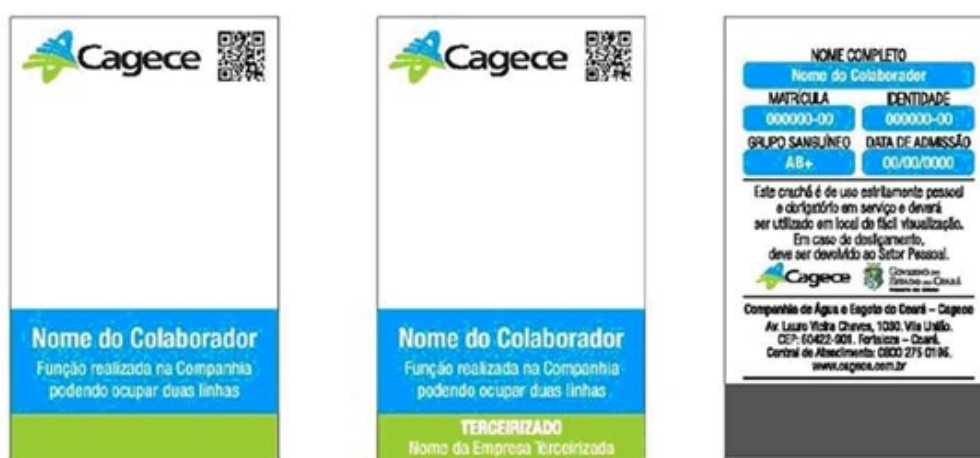 Cagece
Nome do Colaborador
Função realizada na Companhia
podendo ocupar duas linhas
Cagece
Nome do Colaborador
Função realizada na Companhia
podendo ocupar duas linhas
TERCEIRIZADO
Nome da Empresa Terceirizada
NOME COMPLETO
Nome do Colaborador
MATRÍCULA IDENTIDADE
000000-00 000000-00
GRUPO SANGUÍNEO DATA DE ADMISSÃO
AB+ 00/00/0000
Este crachá é de uso estritamente pessoal
e obrigatório em serviço e deverá
ser utilizado em local de fácil visualização.
Em caso de desligamento,
deve ser devolvido ao Setor Pessoal.
Cagece
GOVERNO DO
ESTADO DO CEARÁ
Companhia de Água e Esgoto do Ceará – Cagece
Av. Lauro Vieira Chaves, 1030. Vila União.
CEP: 60422-901. Fortaleza – Ceará.
Central de Atendimento: 0800 275 0195.
www.cagece.com.br